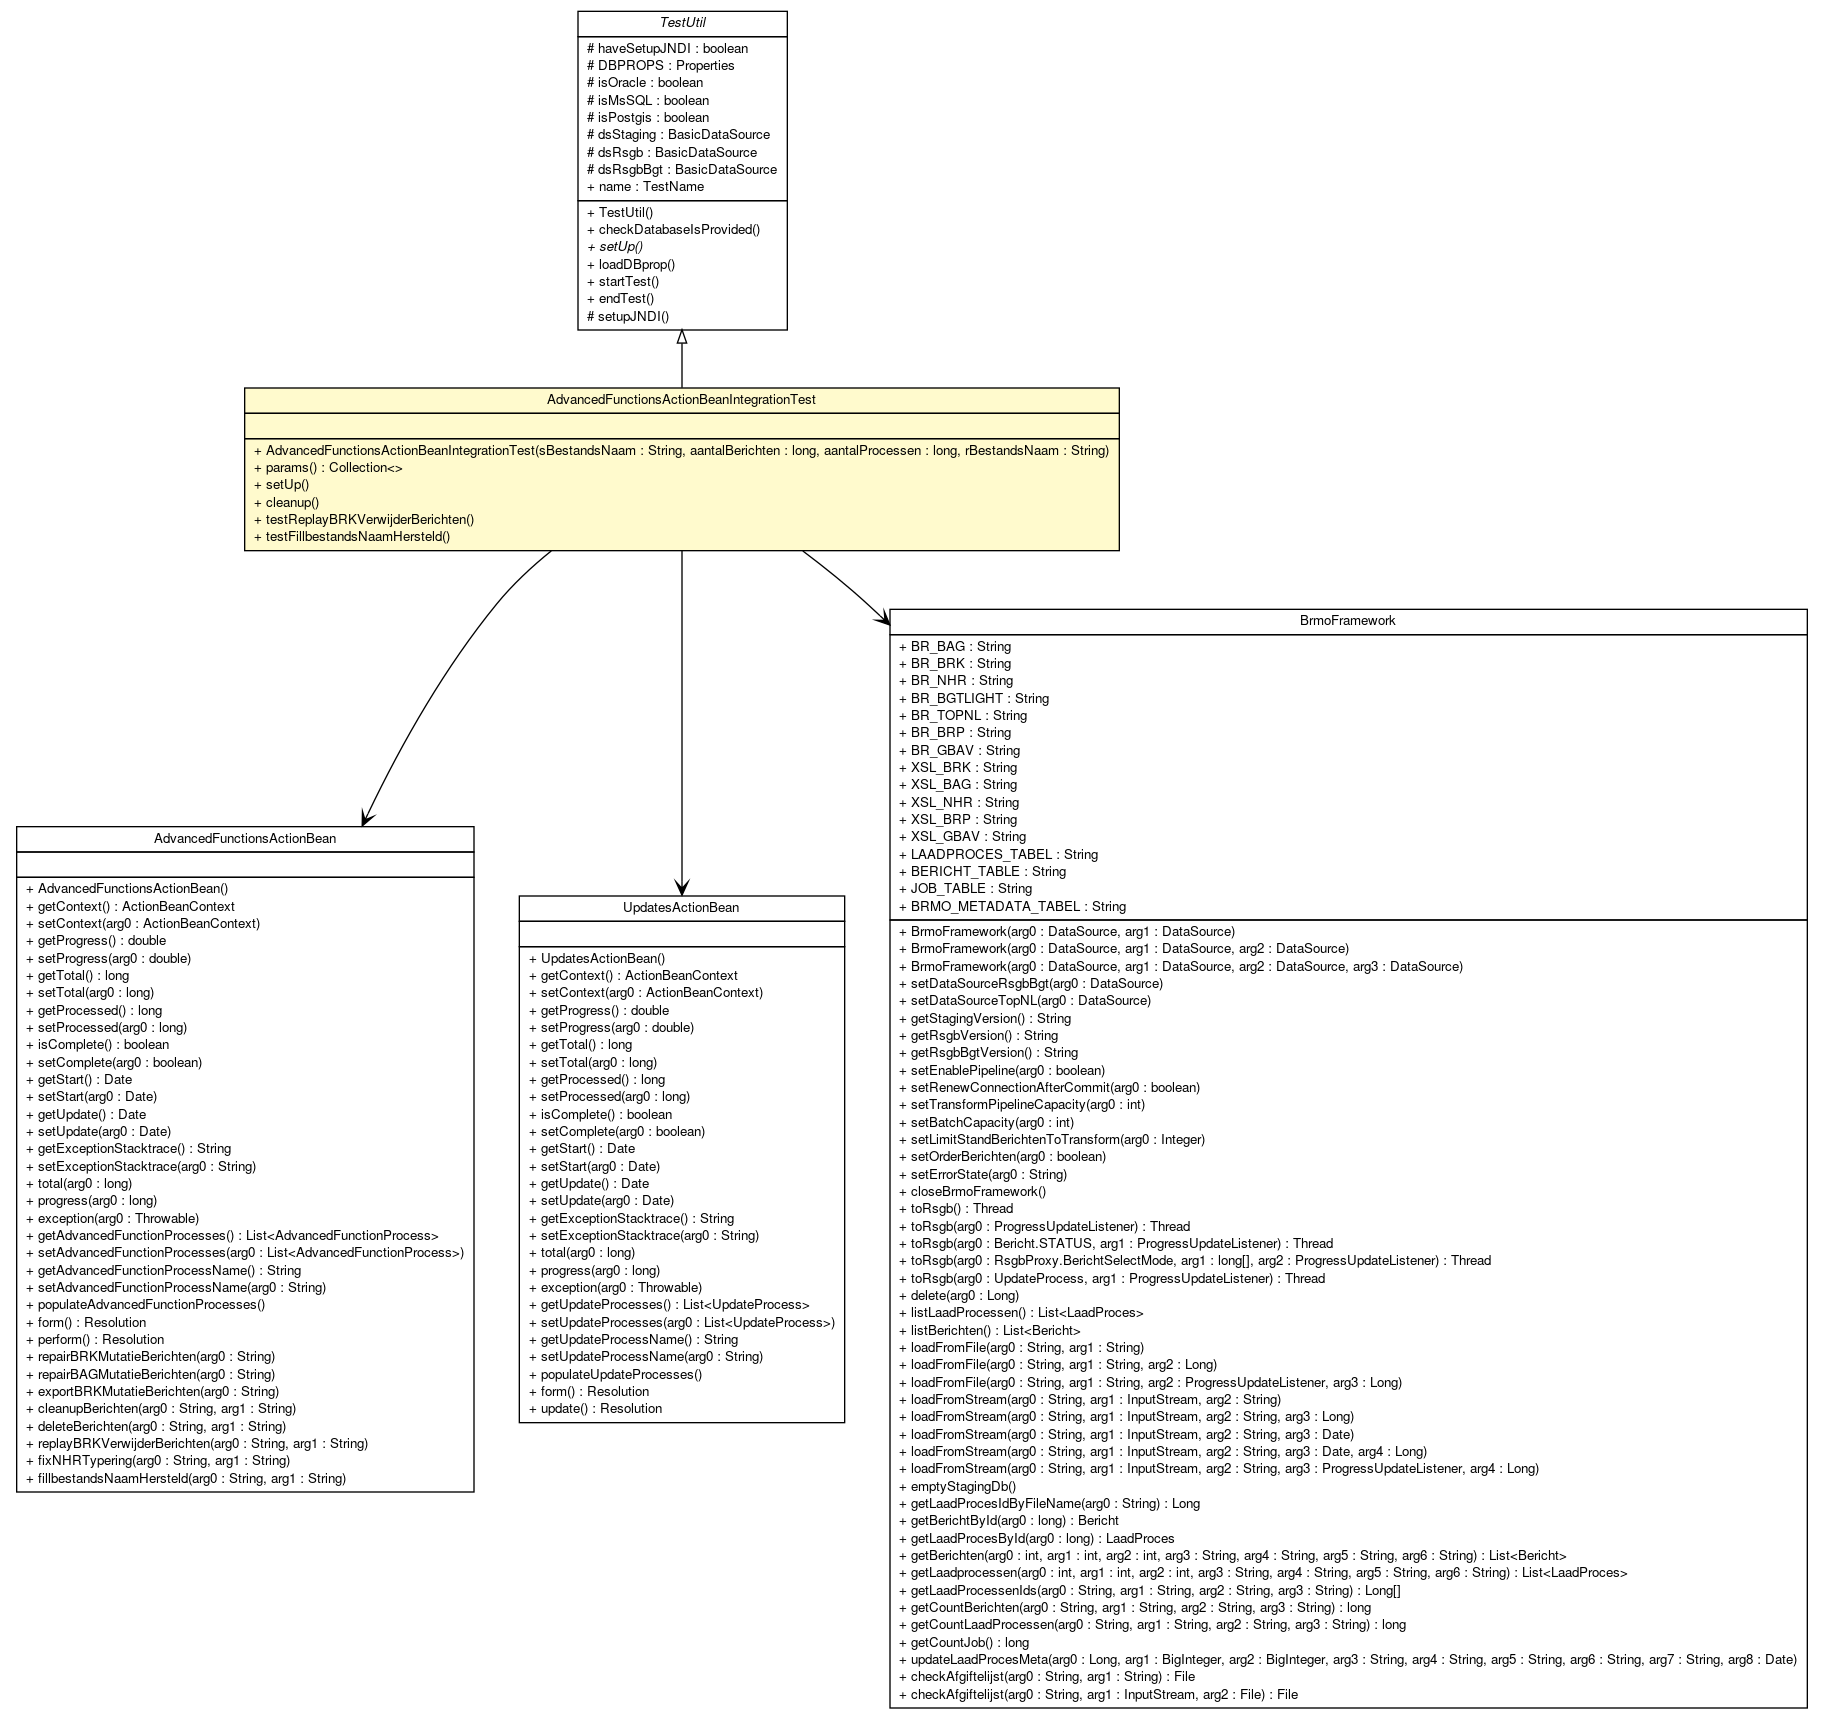 TestUtil
# haveSetupJNDI : boolean
# DBPROPS : Properties
# isOracle : boolean
# isMsSQL : boolean
# isPostgis : boolean
# dsStaging : BasicDataSource
# dsRsgb : BasicDataSource
# dsRsgbBgt : BasicDataSource
+ name : TestName
+ TestUtil()
+ checkDatabaseIsProvided()
+ setUp()
+ loadDBprop()
+ startTest()
+ endTest()
# setupJNDI()
AdvancedFunctionsActionBeanIntegrationTest
+ AdvancedFunctionsActionBeanIntegrationTest(sBestandsNaam : String, aantalBerichten : long, aantalProcessen : long, rBestandsNaam : String)
+ params() : Collection<>
+ setUp()
+ cleanup()
+ testReplayBRKVerwijderBerichten()
+ testFillbestandsNaamHersteld()
AdvancedFunctionsActionBean
+ AdvancedFunctionsActionBean()
+ getContext() : ActionBeanContext
+ setContext(arg0 : ActionBeanContext)
+ getProgress() : double
+ setProgress(arg0 : double)
+ getTotal() : long
+ setTotal(arg0 : long)
+ getProcessed() : long
+ setProcessed(arg0 : long)
+ isComplete() : boolean
+ setComplete(arg0 : boolean)
+ getStart() : Date
+ setStart(arg0 : Date)
+ getUpdate() : Date
+ setUpdate(arg0 : Date)
+ getExceptionStacktrace() : String
+ setExceptionStacktrace(arg0 : String)
+ total(arg0 : long)
+ progress(arg0 : long)
+ exception(arg0 : Throwable)
+ getAdvancedFunctionProcesses() : List<AdvancedFunctionProcess>
+ setAdvancedFunctionProcesses(arg0 : List<AdvancedFunctionProcess>)
+ getAdvancedFunctionProcessName() : String
+ setAdvancedFunctionProcessName(arg0 : String)
+ populateAdvancedFunctionProcesses()
+ form() : Resolution
+ perform() : Resolution
+ repairBRKMutatieBerichten(arg0 : String)
+ repairBAGMutatieBerichten(arg0 : String)
+ exportBRKMutatieBerichten(arg0 : String)
+ cleanupBerichten(arg0 : String, arg1 : String)
+ deleteBerichten(arg0 : String, arg1 : String)
+ replayBRKVerwijderBerichten(arg0 : String, arg1 : String)
+ fixNHRTypering(arg0 : String, arg1 : String)
+ fillbestandsNaamHersteld(arg0 : String, arg1 : String)
UpdatesActionBean
+ UpdatesActionBean()
+ getContext() : ActionBeanContext
+ setContext(arg0 : ActionBeanContext)
+ getProgress() : double
+ setProgress(arg0 : double)
+ getTotal() : long
+ setTotal(arg0 : long)
+ getProcessed() : long
+ setProcessed(arg0 : long)
+ isComplete() : boolean
+ setComplete(arg0 : boolean)
+ getStart() : Date
+ setStart(arg0 : Date)
+ getUpdate() : Date
+ setUpdate(arg0 : Date)
+ getExceptionStacktrace() : String
+ setExceptionStacktrace(arg0 : String)
+ total(arg0 : long)
+ progress(arg0 : long)
+ exception(arg0 : Throwable)
+ getUpdateProcesses() : List<UpdateProcess>
+ setUpdateProcesses(arg0 : List<UpdateProcess>)
+ getUpdateProcessName() : String
+ setUpdateProcessName(arg0 : String)
+ populateUpdateProcesses()
+ form() : Resolution
+ update() : Resolution
BrmoFramework
+ BR_BAG : String
+ BR_BRK : String
+ BR_NHR : String
+ BR_BGTLIGHT : String
+ BR_TOPNL : String
+ BR_BRP : String
+ BR_GBAV : String
+ XSL_BRK : String
+ XSL_BAG : String
+ XSL_NHR : String
+ XSL_BRP : String
+ XSL_GBAV : String
+ LAADPROCES_TABEL : String
+ BERICHT_TABLE : String
+ JOB_TABLE : String
+ BRMO_METADATA_TABEL : String
+ BrmoFramework(arg0 : DataSource, arg1 : DataSource)
+ BrmoFramework(arg0 : DataSource, arg1 : DataSource, arg2 : DataSource)
+ BrmoFramework(arg0 : DataSource, arg1 : DataSource, arg2 : DataSource, arg3 : DataSource)
+ setDataSourceRsgbBgt(arg0 : DataSource)
+ setDataSourceTopNL(arg0 : DataSource)
+ getStagingVersion() : String
+ getRsgbVersion() : String
+ getRsgbBgtVersion() : String
+ setEnablePipeline(arg0 : boolean)
+ setRenewConnectionAfterCommit(arg0 : boolean)
+ setTransformPipelineCapacity(arg0 : int)
+ setBatchCapacity(arg0 : int)
+ setLimitStandBerichtenToTransform(arg0 : Integer)
+ setOrderBerichten(arg0 : boolean)
+ setErrorState(arg0 : String)
+ closeBrmoFramework()
+ toRsgb() : Thread
+ toRsgb(arg0 : ProgressUpdateListener) : Thread
+ toRsgb(arg0 : Bericht.STATUS, arg1 : ProgressUpdateListener) : Thread
+ toRsgb(arg0 : RsgbProxy.BerichtSelectMode, arg1 : long[], arg2 : ProgressUpdateListener) : Thread
+ toRsgb(arg0 : UpdateProcess, arg1 : ProgressUpdateListener) : Thread
+ delete(arg0 : Long)
+ listLaadProcessen() : List<LaadProces>
+ listBerichten() : List<Bericht>
+ loadFromFile(arg0 : String, arg1 : String)
+ loadFromFile(arg0 : String, arg1 : String, arg2 : Long)
+ loadFromFile(arg0 : String, arg1 : String, arg2 : ProgressUpdateListener, arg3 : Long)
+ loadFromStream(arg0 : String, arg1 : InputStream, arg2 : String)
+ loadFromStream(arg0 : String, arg1 : InputStream, arg2 : String, arg3 : Long)
+ loadFromStream(arg0 : String, arg1 : InputStream, arg2 : String, arg3 : Date)
+ loadFromStream(arg0 : String, arg1 : InputStream, arg2 : String, arg3 : Date, arg4 : Long)
+ loadFromStream(arg0 : String, arg1 : InputStream, arg2 : String, arg3 : ProgressUpdateListener, arg4 : Long)
+ emptyStagingDb()
+ getLaadProcesIdByFileName(arg0 : String) : Long
+ getBerichtById(arg0 : long) : Bericht
+ getLaadProcesById(arg0 : long) : LaadProces
+ getBerichten(arg0 : int, arg1 : int, arg2 : int, arg3 : String, arg4 : String, arg5 : String, arg6 : String) : List<Bericht>
+ getLaadprocessen(arg0 : int, arg1 : int, arg2 : int, arg3 : String, arg4 : String, arg5 : String, arg6 : String) : List<LaadProces>
+ getLaadProcessenIds(arg0 : String, arg1 : String, arg2 : String, arg3 : String) : Long[]
+ getCountBerichten(arg0 : String, arg1 : String, arg2 : String, arg3 : String) : long
+ getCountLaadProcessen(arg0 : String, arg1 : String, arg2 : String, arg3 : String) : long
+ getCountJob() : long
+ updateLaadProcesMeta(arg0 : Long, arg1 : BigInteger, arg2 : BigInteger, arg3 : String, arg4 : String, arg5 : String, arg6 : String, arg7 : String, arg8 : Date)
+ checkAfgiftelijst(arg0 : String, arg1 : String) : File
+ checkAfgiftelijst(arg0 : String, arg1 : InputStream, arg2 : File) : File